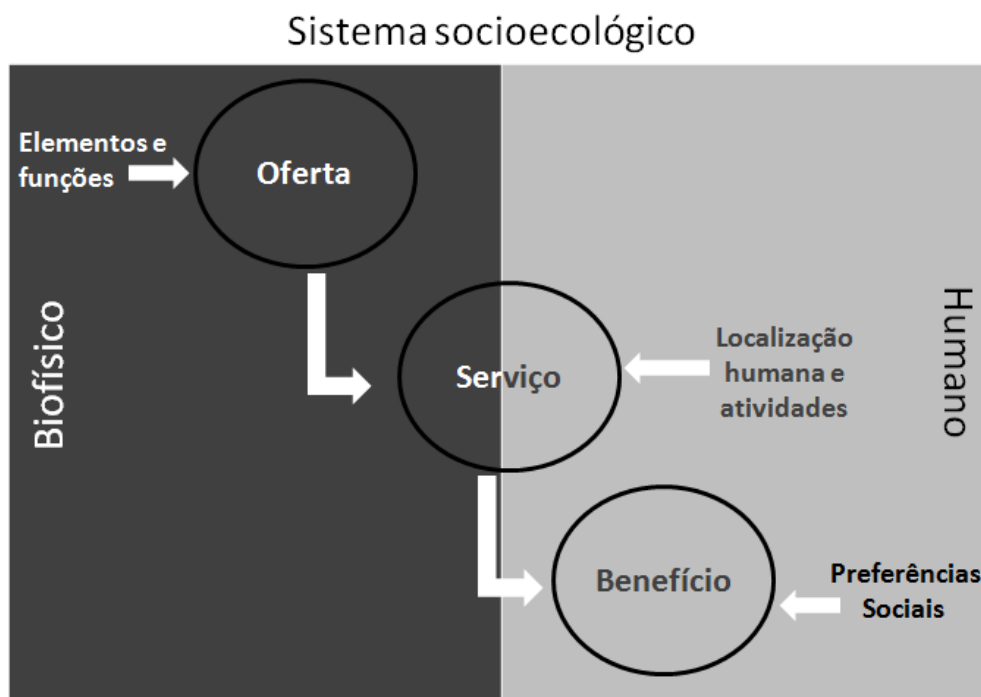 Sistema socioecológico
Elementos e
funções
Oferta
Biofísico
Serviço
Localização
humana e
atividades
Humano
Benefício
Preferências
Sociais